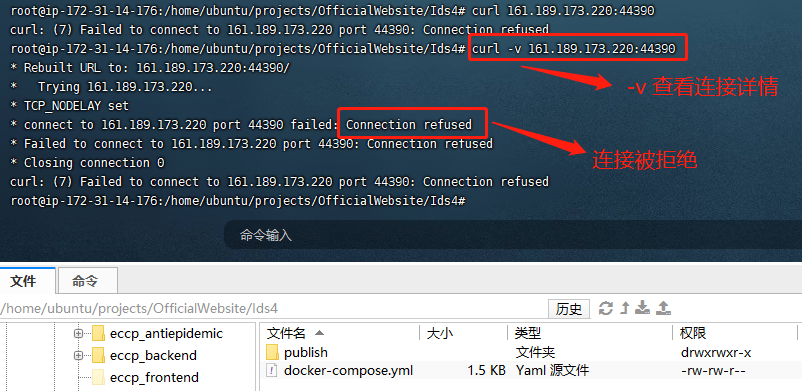 root@ip-172-31-14-176:/home/ubuntu/projects/OfficialWebsite/Ids4# curl 161.189.173.220:44390
curl: (7) Failed to connect to 161.189.173.220 port 44390: Connection refused
root@ip-172-31-14-176:/home/ubuntu/projects/OfficialWebsite/Ids4# curl -v 161.189.173.220:44390
* Rebuilt URL to: 161.189.173.220:44390/
*   Trying 161.189.173.220...
-v 查看连接详情
* TCP_NODELAY set
* connect to 161.189.173.220 port 44390 failed: Connection refused
* Failed to connect to 161.189.173.220 port 44390: Connection refused
连接被拒绝
* Closing connection 0
curl: (7) Failed to connect to 161.189.173.220 port 44390: Connection refused
root@ip-172-31-14-176:/home/ubuntu/projects/OfficialWebsite/Ids4#
命令输入
文件 命令
/home/ubuntu/projects/OfficialWebsite/Ids4 历史
文件名 大小 类型 权限
eccp_antiepidemic
publish 文件夹 drwxrwxr-x
eccp_backend
docker-compose.yml 1.5 KB Yaml 源文件 -rw-rw-r--
eccp_frontend